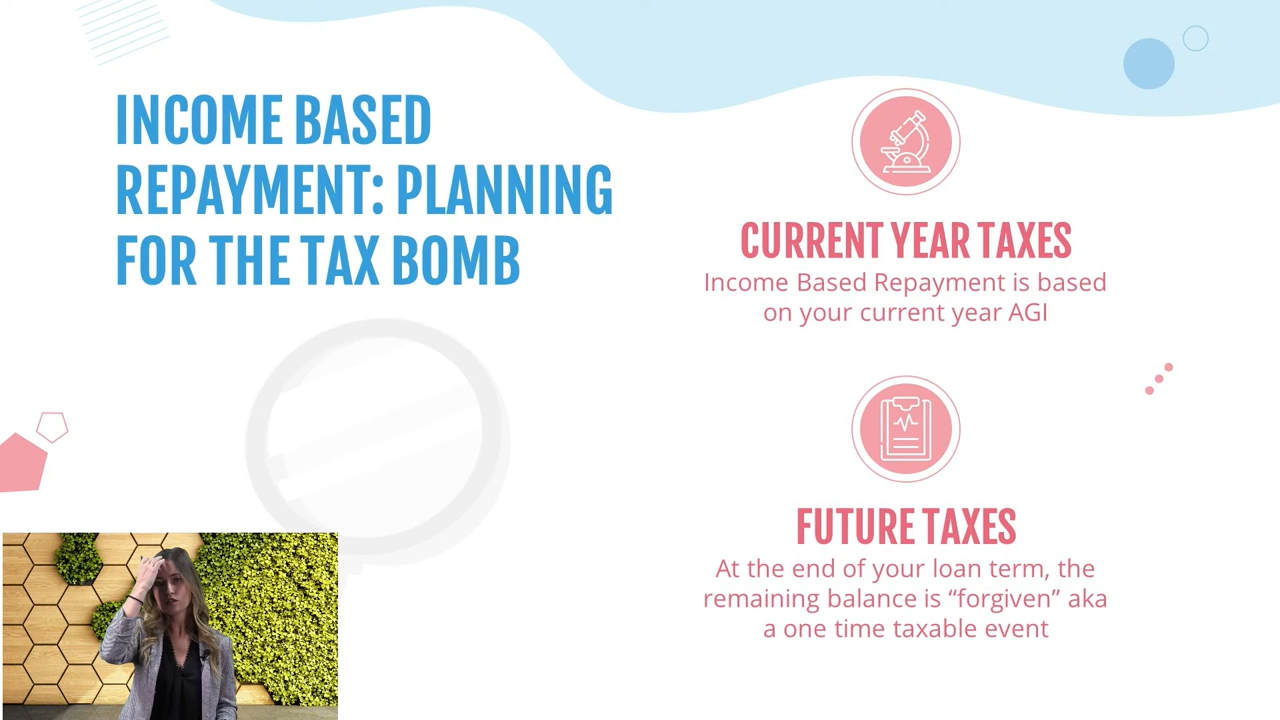 INCOME BASED
REPAYMENT: PLANNING
FOR THE TAX BOMB
CURRENT YEAR TAXES
Income Based Repayment is based
on your current year AGI
FUTURE TAXES
At the end of your loan term, the
remaining balance is “forgiven” aka
a one time taxable event